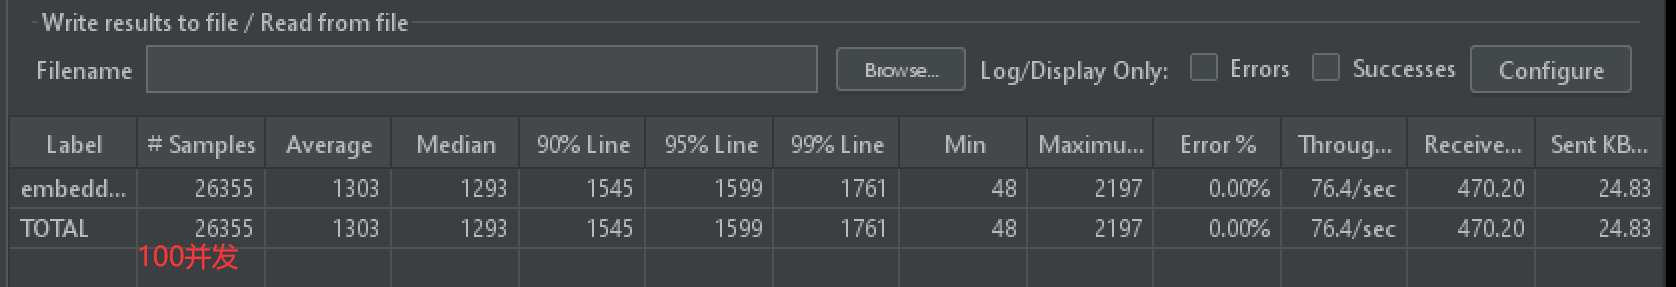 Write results to file / Read from file
Filename Browse... Log/Display Only: Errors Successes Configure
Label # Samples Average Median 90% Line 95% Line 99% Line Min Maximu... Error % Throug... Receive... Sent KB...
embedd... 26355 1303 1293 1545 1599 1761 48 2197 0.00% 76.4/sec 470.20 24.83
TOTAL 26355 1303 1293 1545 1599 1761 48 2197 0.00% 76.4/sec 470.20 24.83
100并发